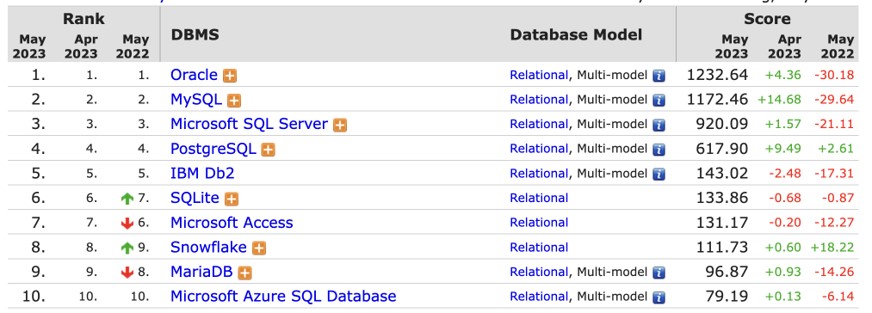 Rank DBMS Database Model Score
May 2023 Apr 2023 May 2022 May 2023 Apr 2023 May 2022
1. 1. 1. Oracle Relational, Multi-model 1232.64 +4.36 -30.18
2. 2. 2. MySQL Relational, Multi-model 1172.46 +14.68 -29.64
3. 3. 3. Microsoft SQL Server Relational, Multi-model 920.09 +1.57 -21.11
4. 4. 4. PostgreSQL Relational, Multi-model 617.90 +9.49 +2.61
5. 5. 5. IBM Db2 Relational, Multi-model 143.02 -2.48 -17.31
6. 6. 7. SQLite Relational 133.86 -0.68 -0.87
7. 7. 6. Microsoft Access Relational 131.17 -0.20 -12.27
8. 8. 9. Snowflake Relational 111.73 +0.60 +18.22
9. 9. 8. MariaDB Relational, Multi-model 96.87 +0.93 -14.26
10. 10. 10. Microsoft Azure SQL Database Relational, Multi-model 79.19 +0.13 -6.14